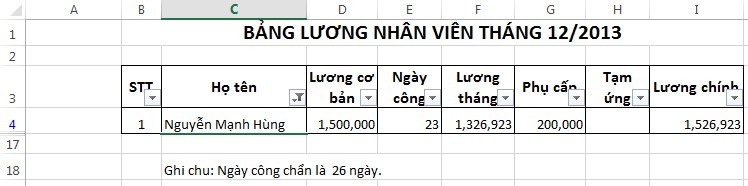 A B C D E F G H I
1 BẢNG LƯƠNG NHÂN VIÊN THÁNG 12/2013
2
3 STT Họ tên Lương cơ bản Ngày công Lương tháng Phụ cấp Tạm ứng Lương chính
4 1 Nguyễn Mạnh Hùng 1,500,000 23 1,326,923 200,000 1,526,923
17
18 Ghi chu: Ngày công chẩn là 26 ngày.